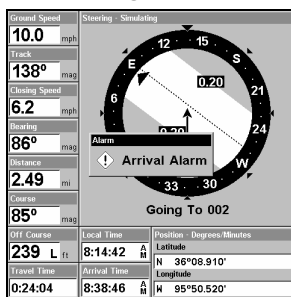 Ground Speed
10.0 mph
Track
138° mag
Closing Speed
6.2 mph
Bearing
86° mag
Distance
2.49 mi
Course
85° mag
Off Course
239 L ft
Travel Time
0:24:04
Steering - Simulating
12 15
E S
0.20
6 21
24
0.20
W
33 30
Alarm
Arrival Alarm
Going To 002
Local Time
8:14:42 AM
Arrival Time
8:38:46 AM
Position - Degrees/Minutes
Latitude
N 36°08.910'
Longitude
W 95°50.520'